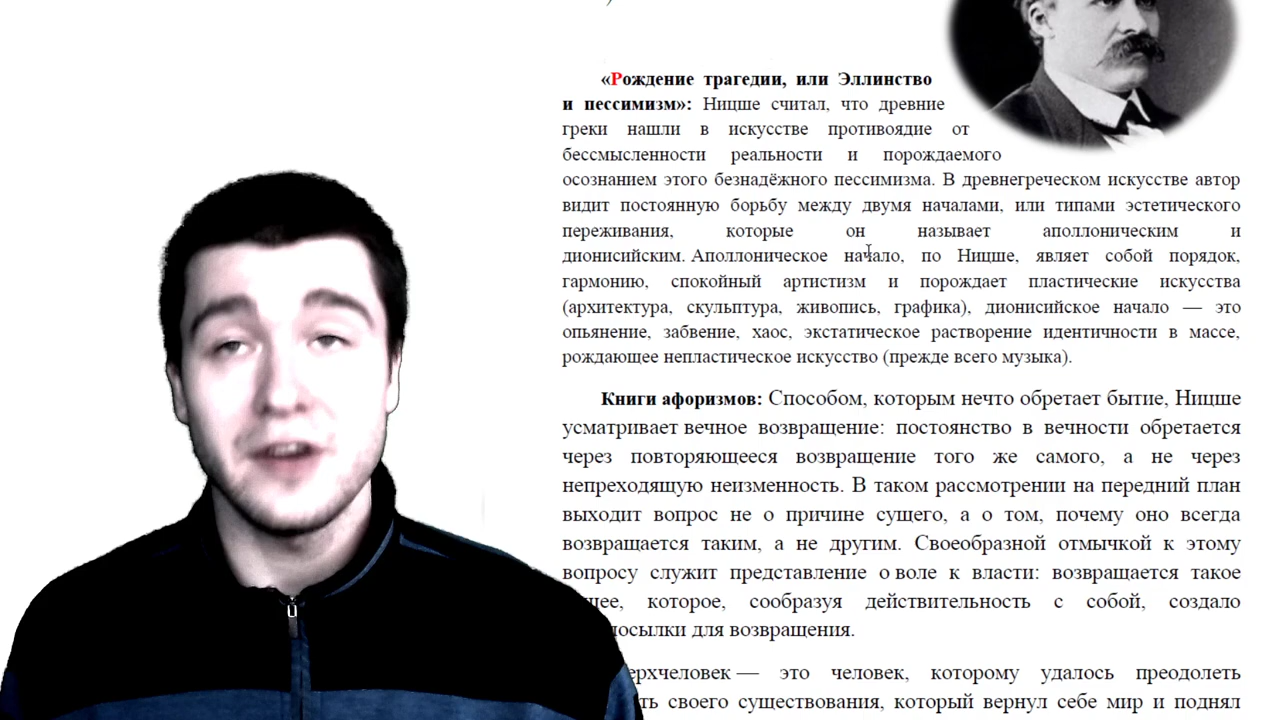 «Рождение трагедии, или Эллинство
и пессимизм»: Ницше считал, что древние
греки нашли в искусстве противоядие от
бессмысленности реальности и порождаемого
осознанием этого безнадёжного пессимизма. В древнегреческом искусстве автор
видит постоянную борьбу между двумя началами, или типами эстетического
переживания, которые он называет аполлоническим и
дионисийским. Аполлоническое начало, по Ницше, являет собой порядок,
гармонию, спокойный артистизм и порождает пластические искусства
(архитектура, скульптура, живопись, графика), дионисийское начало — это
опьянение, забвение, хаос, экстатическое растворение идентичности в массе,
рождающее непластическое искусство (прежде всего музыка).
Книги афоризмов: Способом, которым нечто обретает бытие, Ницше
усматривает вечное возвращение: постоянство в вечности обретается
через повторяющееся возвращение того же самого, а не через
непреходящую неизменность. В таком рассмотрении на передний план
выходит вопрос не о причине сущего, а о том, почему оно всегда
возвращается таким, а не другим. Своеобразной отмычкой к этому
вопросу служит представление о воле к власти: возвращается такое
которое, сообразуя действительность с собой, создало
для возвращения.
— это человек, которому удалось преодолеть
своего существования, который вернул себе мир и поднял